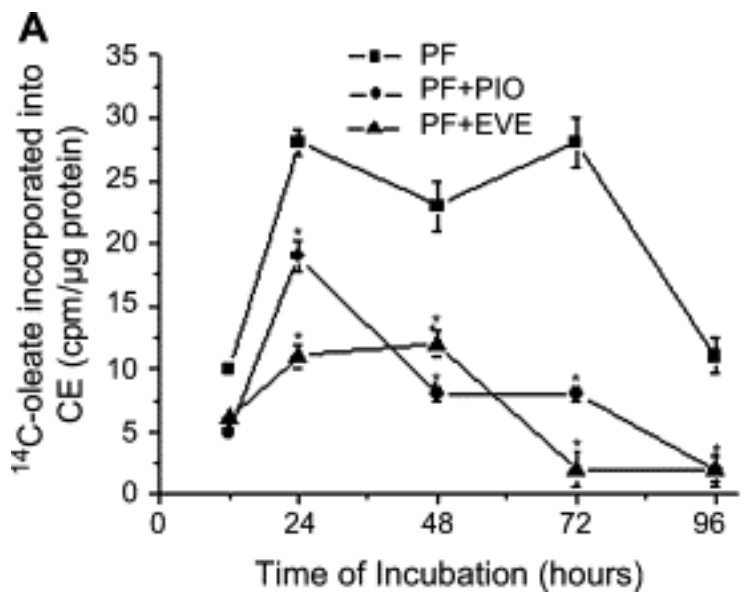 A
¹⁴C-oleate incorporated into
CE (cpm/µg protein)
35
30
25
20
15
10
5
0
PF
PF+PIO
PF+EVE
* * * * * * * *
0 24 48 72 96
Time of Incubation (hours)